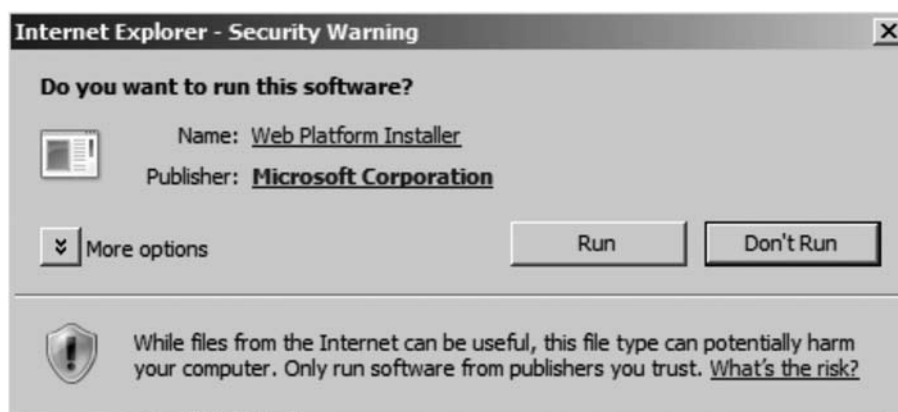 Internet Explorer - Security Warning
Do you want to run this software?
Name: Web Platform Installer
Publisher: Microsoft Corporation
More options
Run
Don't Run
While files from the Internet can be useful, this file type can potentially harm
your computer. Only run software from publishers you trust. What's the risk?